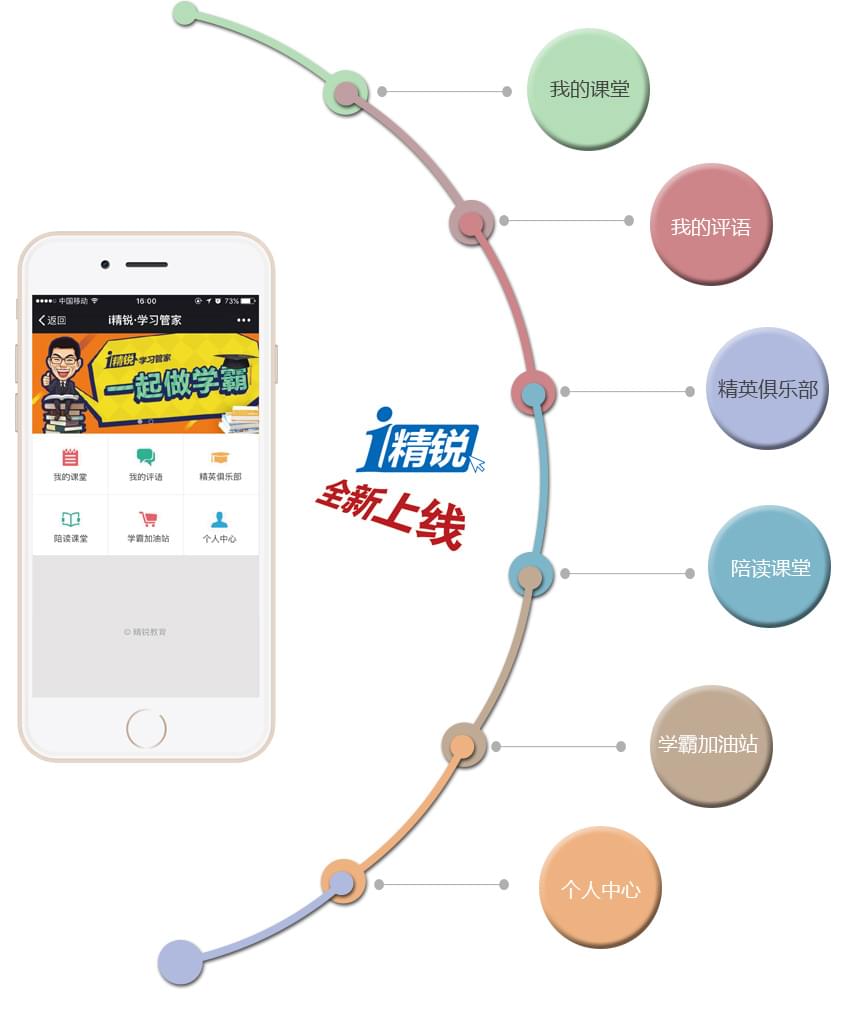 我的课堂
我的评语
精英俱乐部
陪读课堂
学霸加油站
个人中心
i精锐
全新上线
中国移动 16:00 73%
返回 i精锐·学习管家
i精锐·学习管家
一起做学霸
我的课堂 我的评语 精英俱乐部
陪读课堂 学霸加油站 个人中心
© 精锐教育